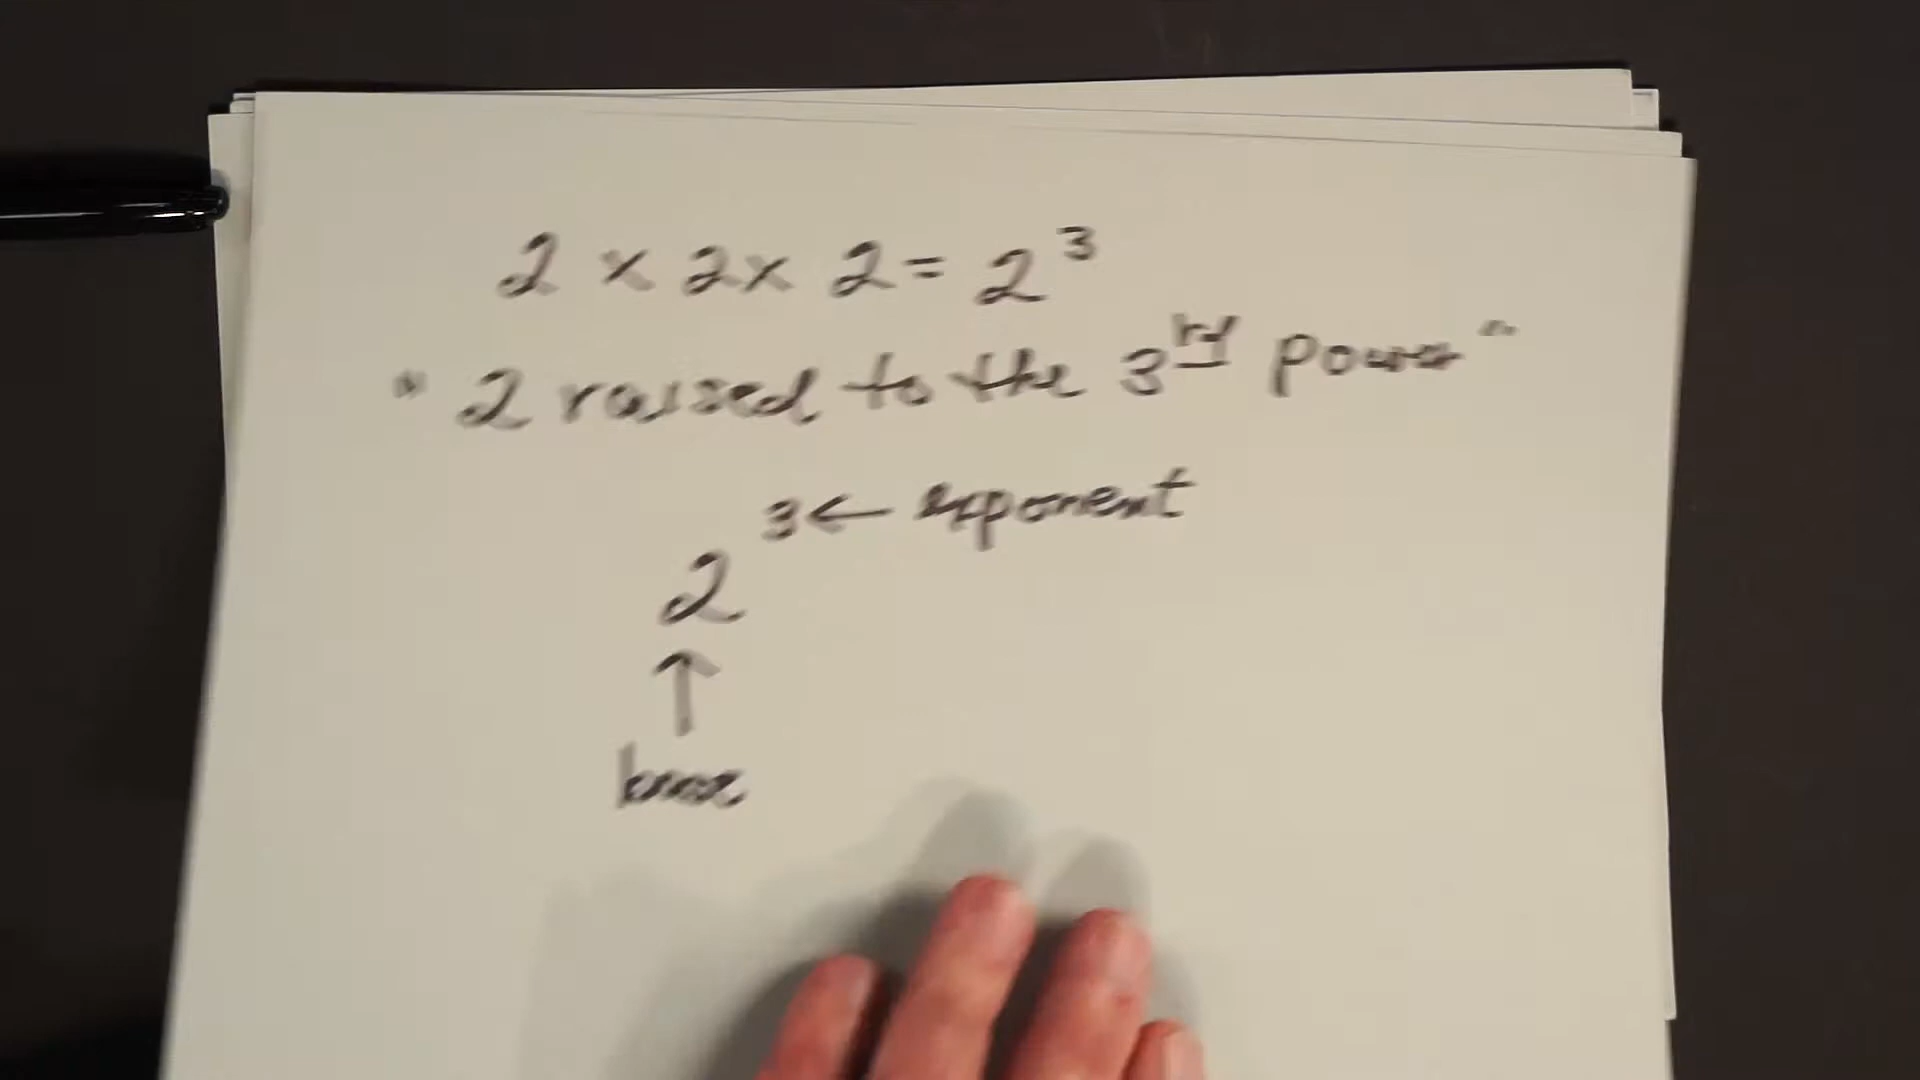 2 x 2 x 2 = 2³
" 2 raised to the 3rd power "
3 ← exponent
2
↑
base